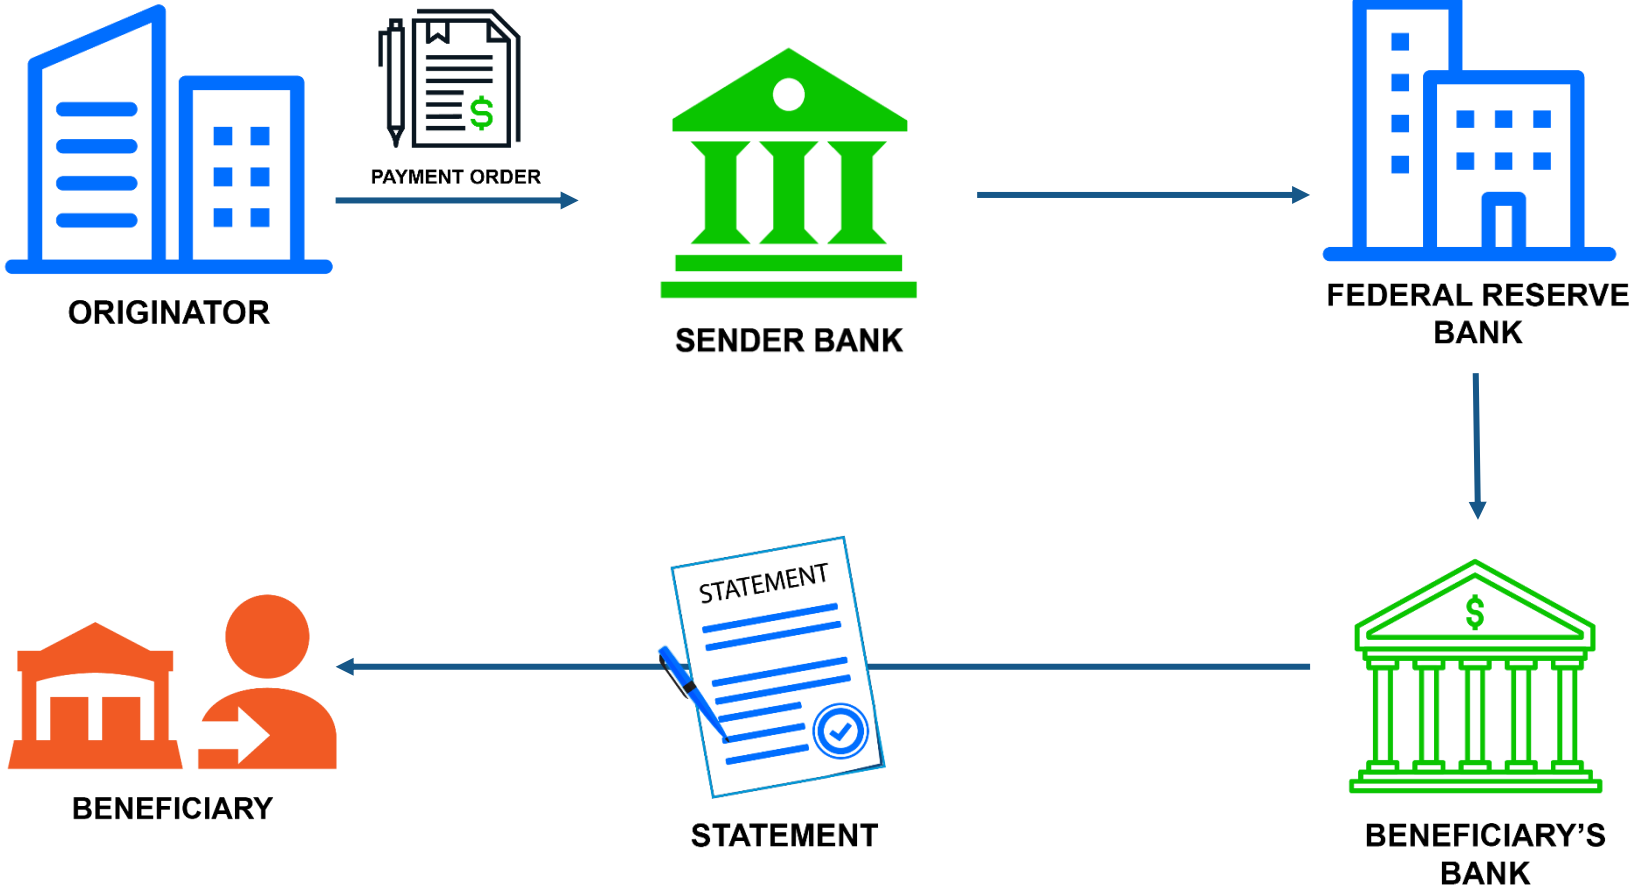 $
PAYMENT ORDER
ORIGINATOR
SENDER BANK
FEDERAL RESERVE
BANK
STATEMENT
$
BENEFICIARY
STATEMENT
BENEFICIARY’S
BANK